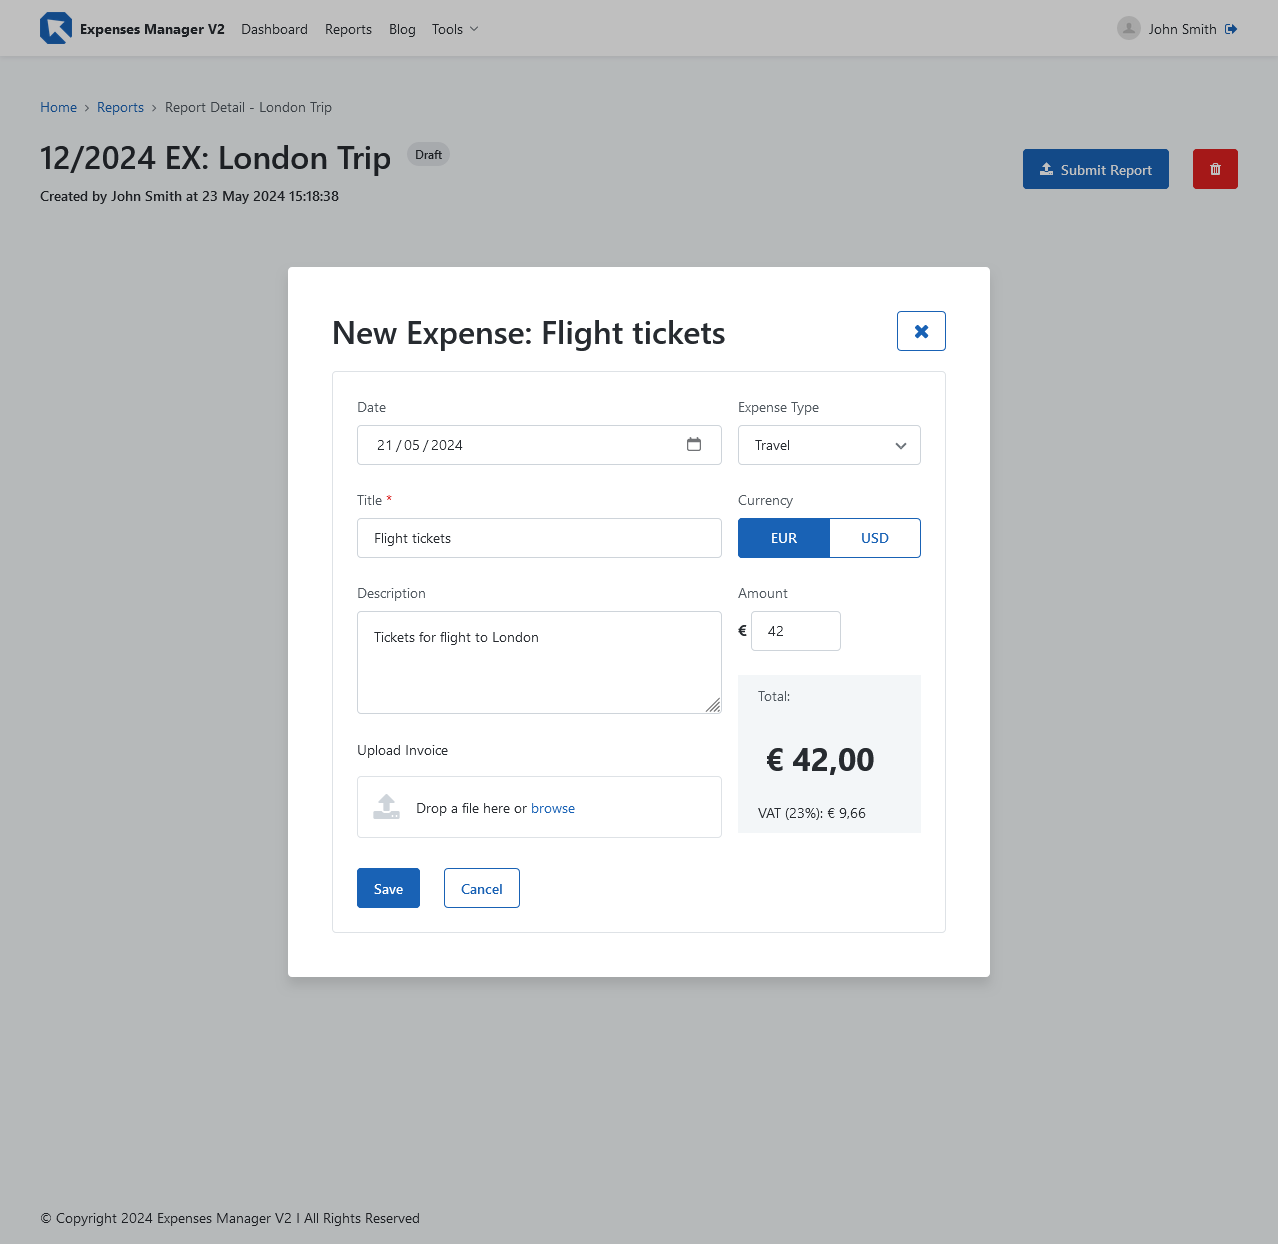 Expenses Manager V2 Dashboard Reports Blog Tools John Smith
Home › Reports › Report Detail - London Trip
12/2024 EX: London Trip Draft
Submit Report
Created by John Smith at 23 May 2024 15:18:38
New Expense: Flight tickets
Date Expense Type
21/05/2024 Travel
Title * Currency
Flight tickets EUR USD
Description Amount
€ 42
Tickets for flight to London
Total:
Upload Invoice
€ 42,00
Drop a file here or browse
VAT (23%): € 9,66
Save Cancel
© Copyright 2024 Expenses Manager V2 I All Rights Reserved